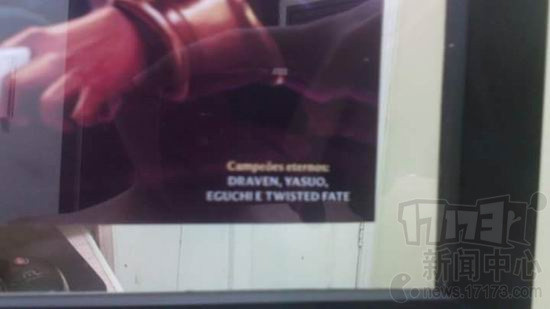 Campeões eternos:
DRAVEN, YASUO,
EGUCHI E TWISTED FATE
17173
新闻中心
news.17173.com